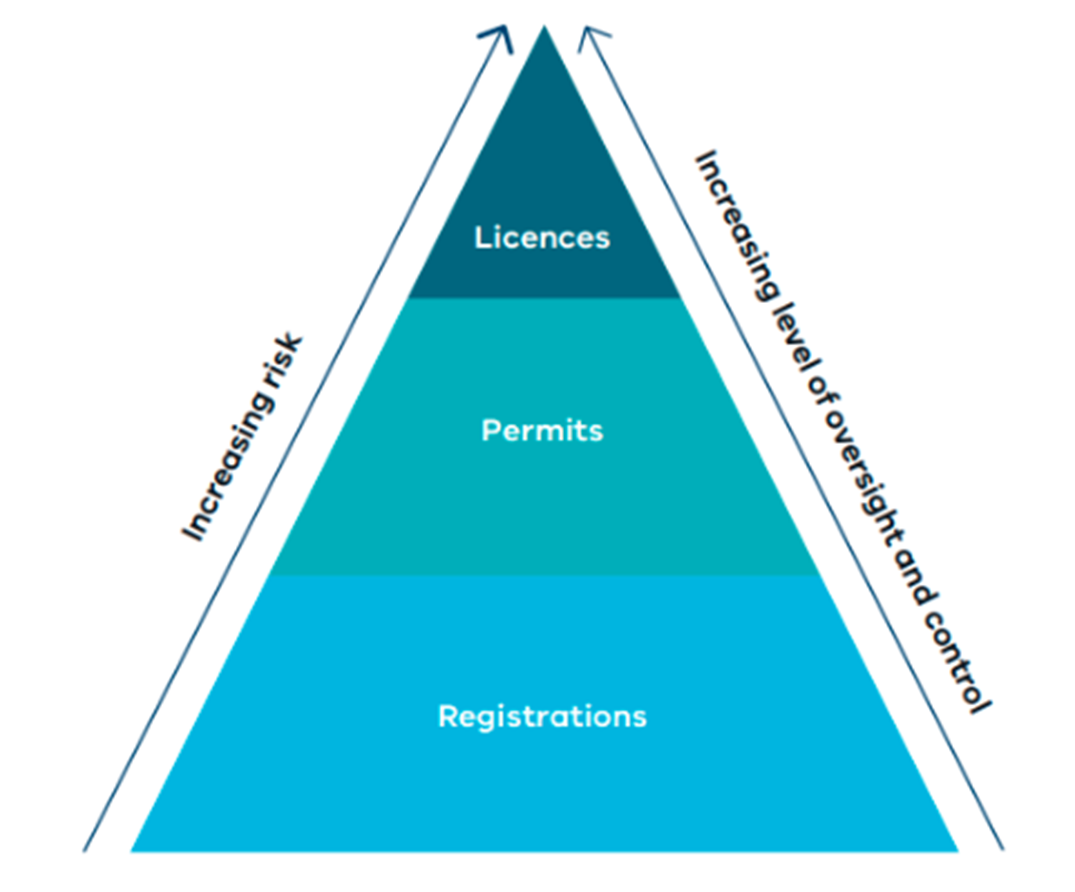 Licences
Increasing risk
Increasing level of oversight and control
Permits
Registrations